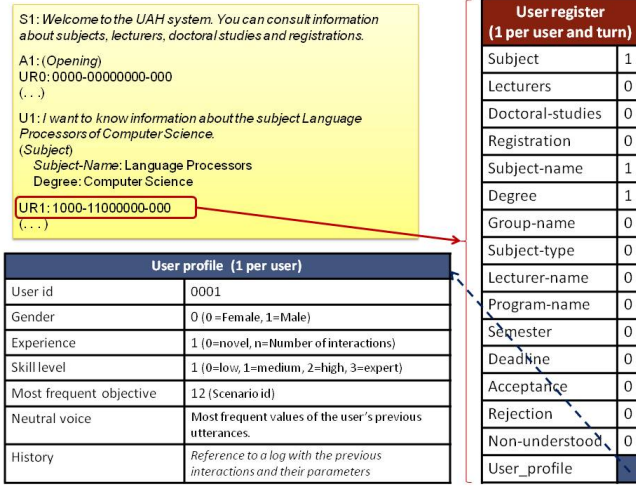 S1: Welcome to the UAH system. You can consult information
about subjects, lecturers, doctoral studies and registrations.
A1: (Opening)
UR0: 0000-00000000-000
(. . .)
U1: I want to know information about the subject Language
Processors of Computer Science.
(Subject)
Subject-Name: Language Processors
Degree: Computer Science
UR1: 1000-11000000-000
(. . .)
User register
(1 per user and turn)
Subject 1
Lecturers 0
Doctoral-studies 0
Registration 0
Subject-name 1
Degree 1
Group-name 0
Subject-type 0
Lecturer-name 0
Program-name 0
Semester 0
Deadline 0
Acceptance 0
Rejection 0
Non-understood 0
User_profile
User profile (1 per user)
User id 0001
Gender 0 (0 =Female, 1=Male)
Experience 1 (0=novel, n=Number of interactions)
Skill level 1 (0=low, 1=medium, 2=high, 3=expert)
Most frequent objective 12 (Scenario id)
Neutral voice Most frequent values of the user's previous
utterances.
History Reference to a log with the previous
interactions and their parameters